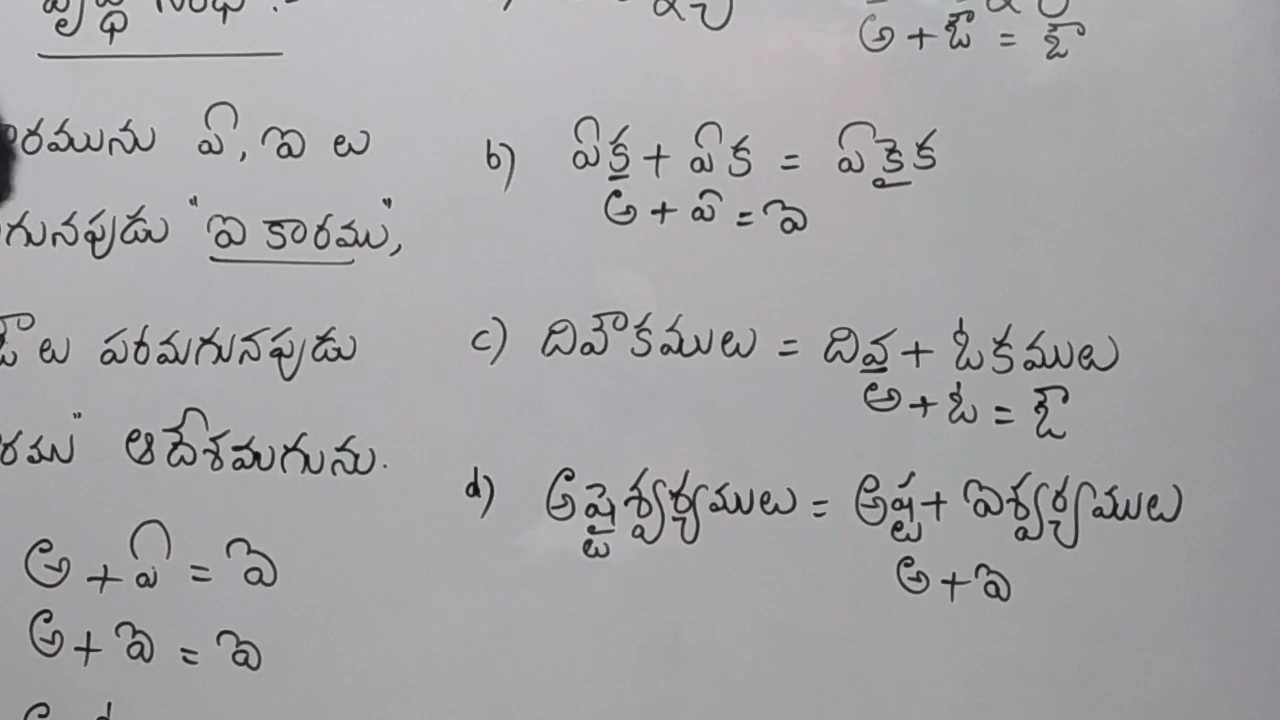 వృద్ధి సంధి :-
కారమును ఏ, ఐ లు
గునపుడు "ఐ కారము",
ఔ లు పరమగునపుడు
రము" ఆదేశమగును.
అ + ఏ = ఐ
అ + ఐ = ఐ
అ + ఔ = ఔ
b) ఏక + ఏక = ఏకైక
అ + ఏ = ఐ
c) దివౌకములు = దివ + ఓకములు
అ + ఓ = ఔ
d) అష్టైశ్వర్యములు = అష్ట + ఐశ్వర్యములు
అ + ఐ